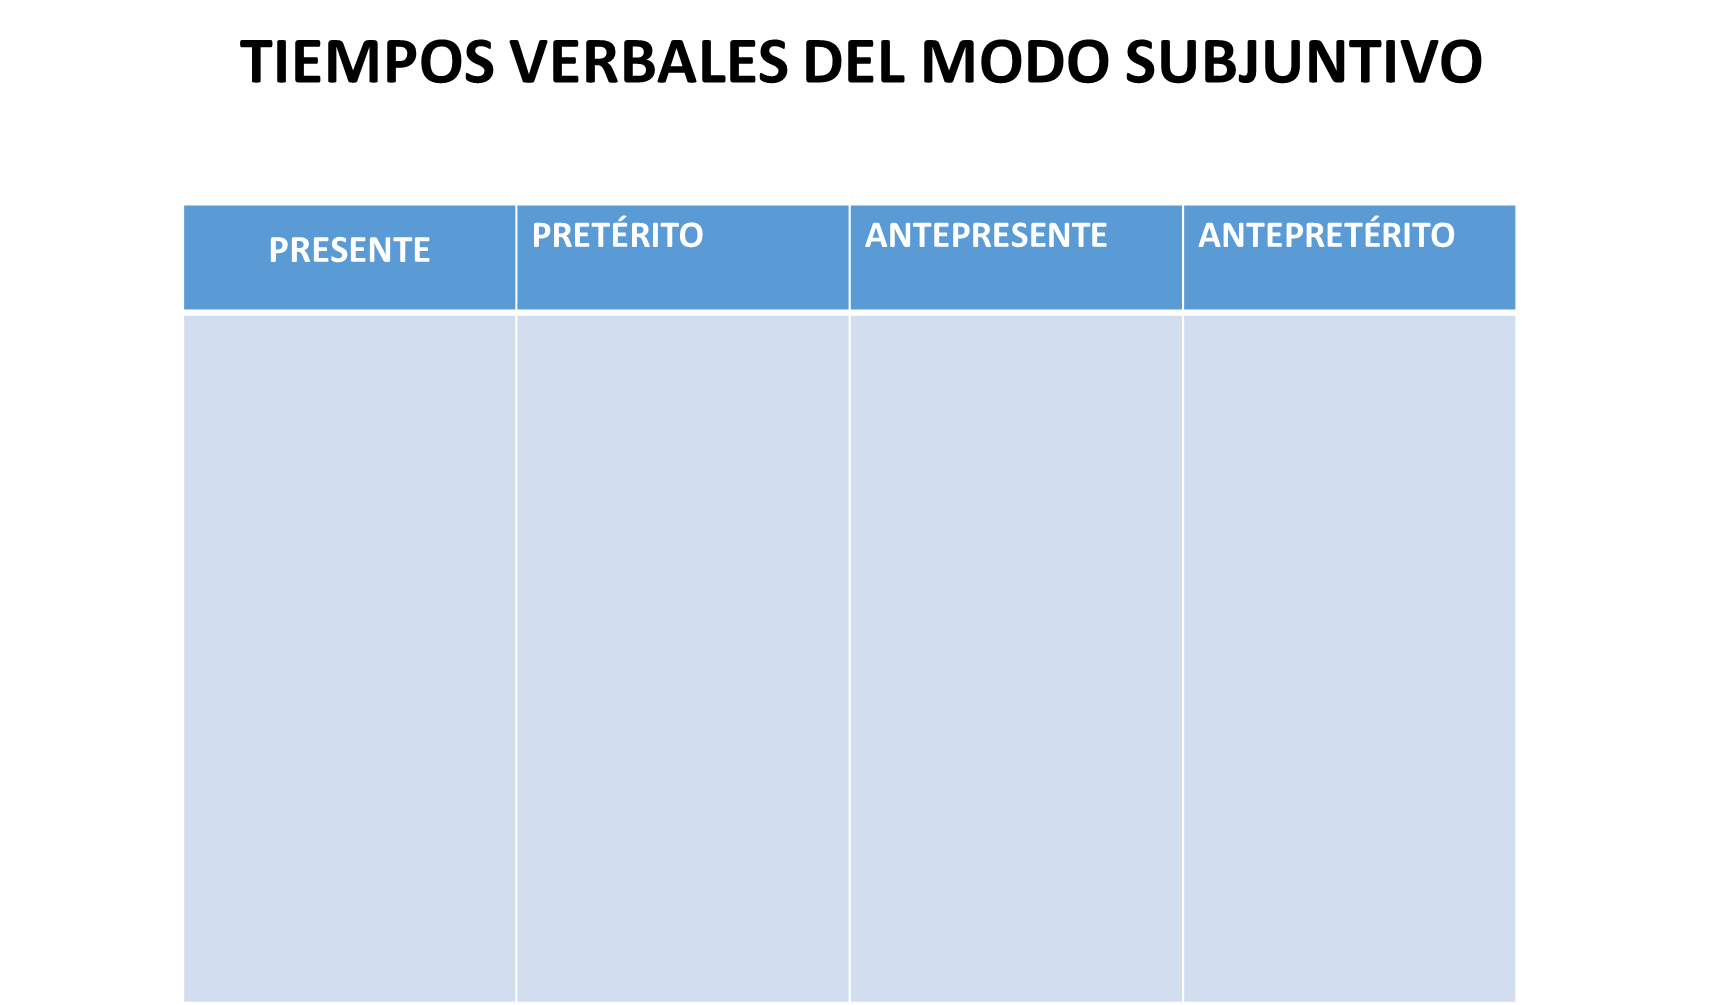 TIEMPOS VERBALES DEL MODO SUBJUNTIVO
PRESENTE
PRETÉRITO
ANTEPRESENTE
ANTEPRETÉRITO